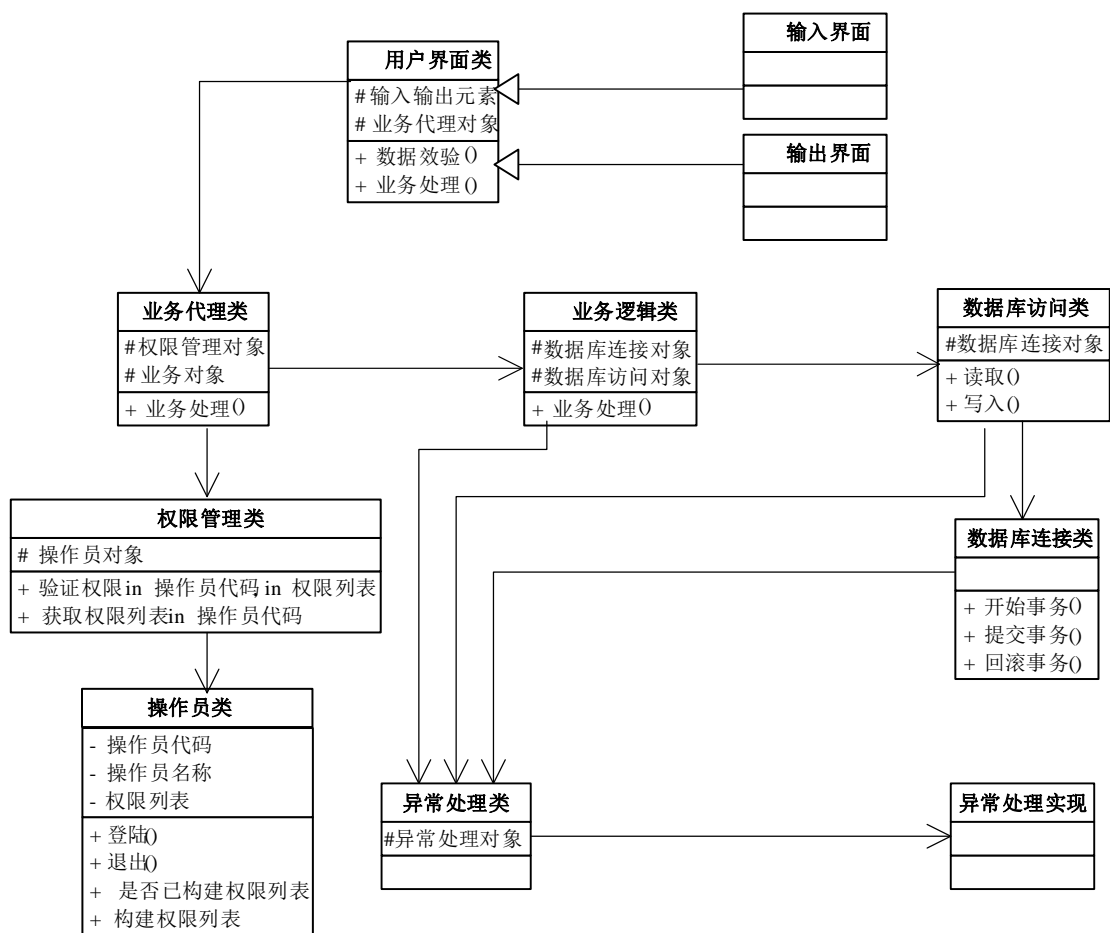 用户界面类
#输入输出元素
# 业务代理对象
+ 数据效验()
+ 业务处理()
输入界面
输出界面
业务代理类
#权限管理对象
# 业务对象
+ 业务处理()
业务逻辑类
#数据库连接对象
#数据库访问对象
+ 业务处理()
数据库访问类
#数据库连接对象
+ 读取()
+ 写入()
权限管理类
# 操作员对象
+ 验证权限in 操作员代码,in 权限列表
+ 获取权限列表in 操作员代码
数据库连接类
+ 开始事务()
+ 提交事务()
+ 回滚事务()
操作员类
- 操作员代码
- 操作员名称
- 权限列表
+ 登陆()
+ 退出()
+ 是否已构建权限列表
+ 构建权限列表
异常处理类
#异常处理对象
异常处理实现